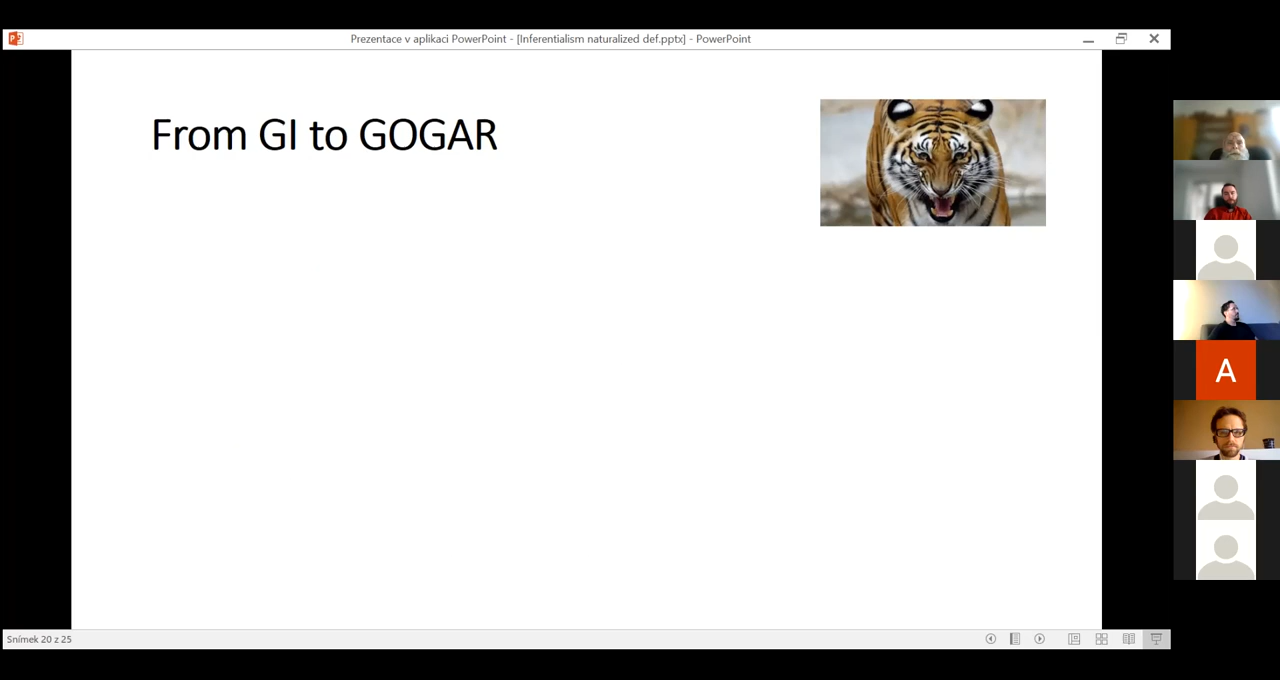 Prezentace v aplikaci PowerPoint - [Inferentialism naturalized def.pptx] - PowerPoint
From GI to GOGAR
A
Snímek 20 z 25